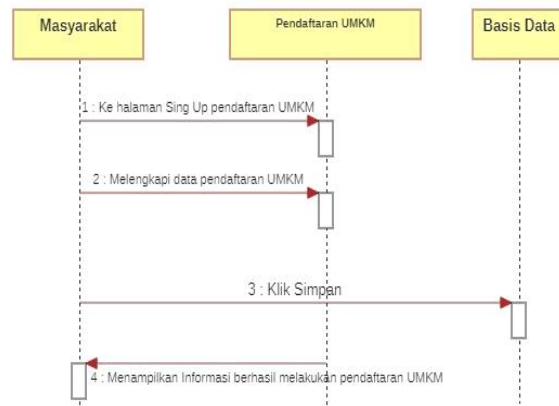 Masyarakat
Pendaftaran UMKM
Basis Data
1 : Ke halaman Sing Up pendaftaran UMKM
2 : Melengkapi data pendaftaran UMKM
3 : Klik Simpan
4 : Menampilkan Informasi berhasil melakukan pendaftaran UMKM